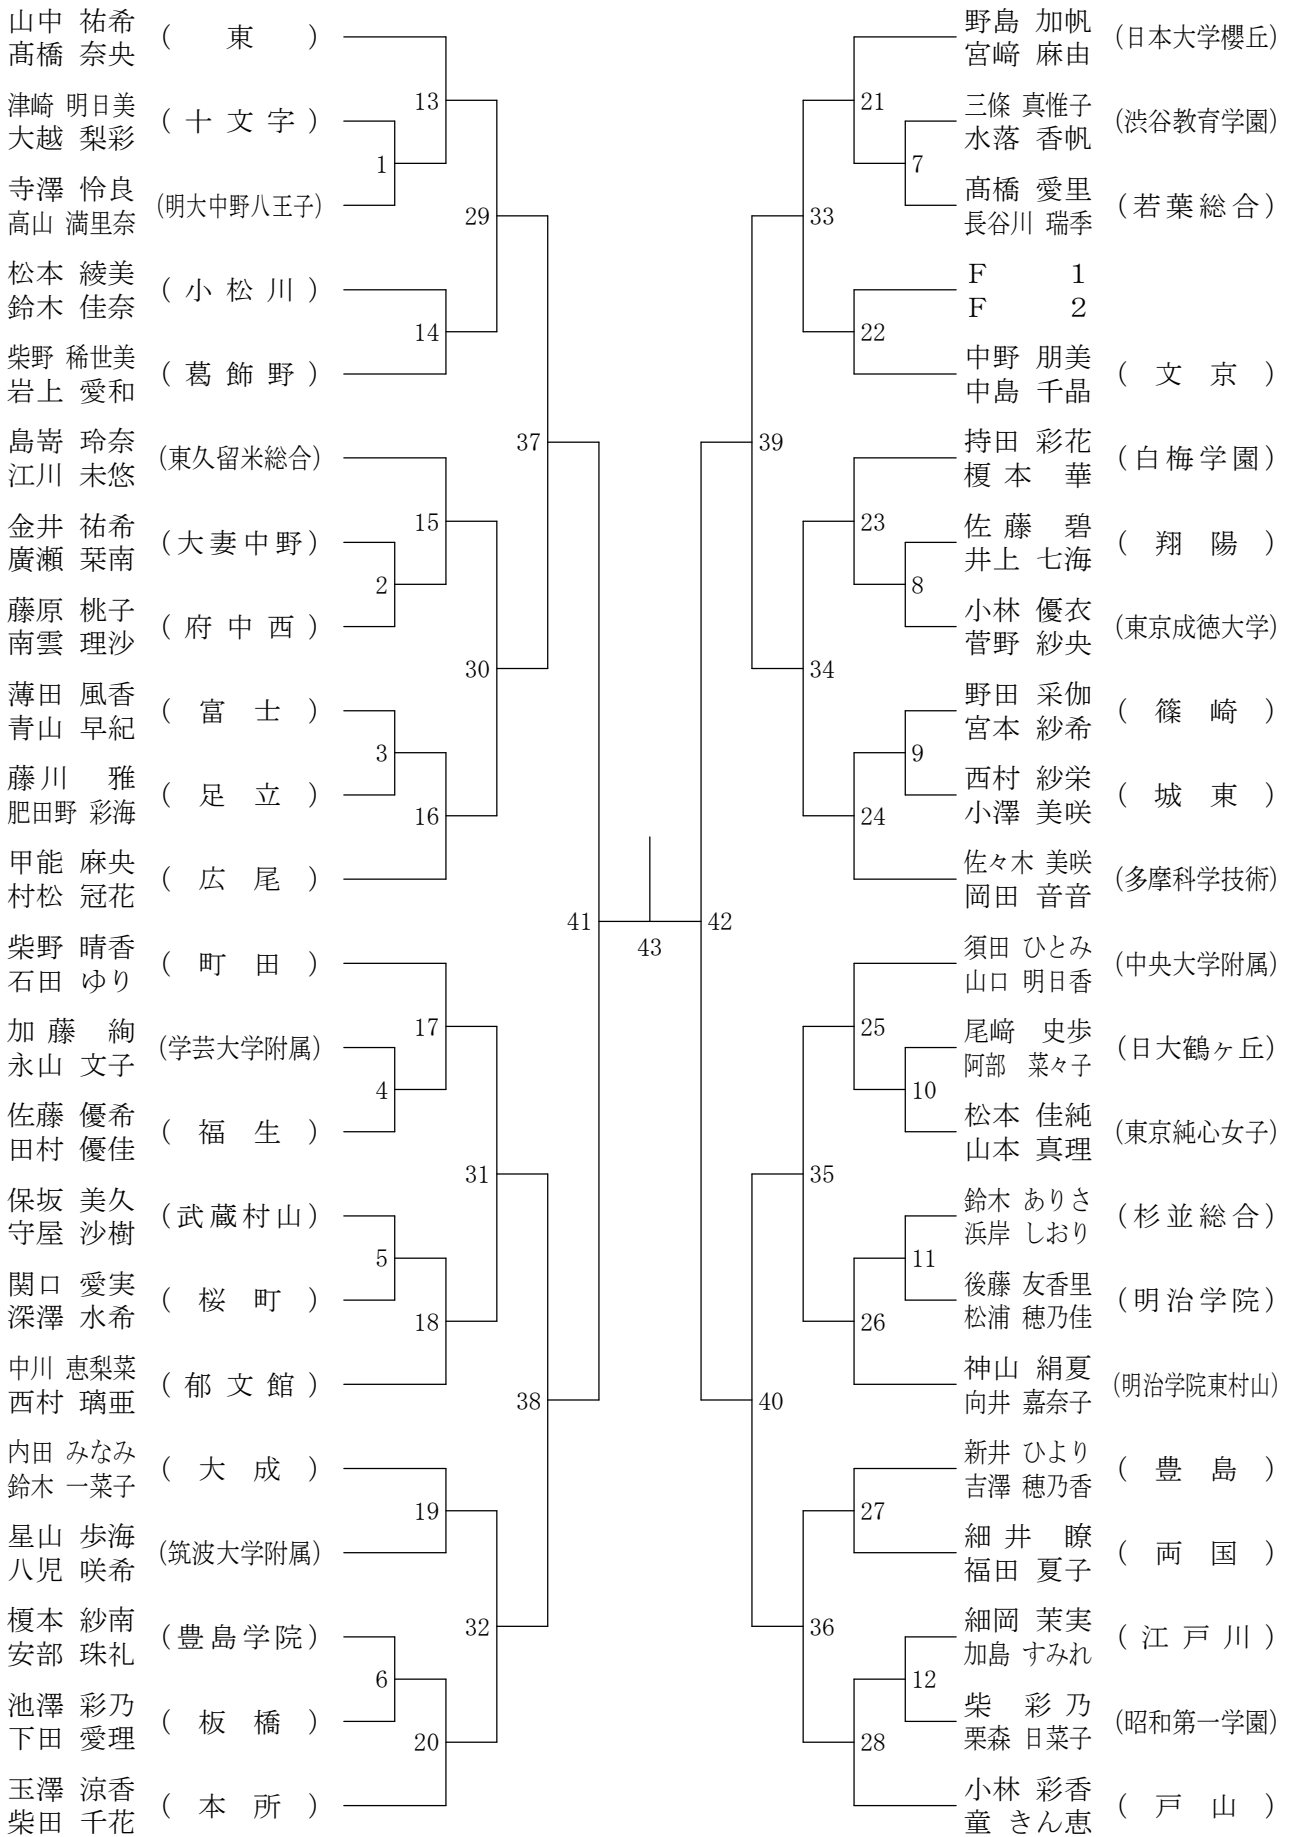 山中 祐希
髙橋 奈央
( 東 )
津崎 明日美
大越 梨彩
( 十 文 字 )
寺澤 怜良
高山 満里奈
(明大中野八王子)
松本 綾美
鈴木 佳奈
( 小 松 川 )
柴野 稀世美
岩上 愛和
( 葛 飾 野 )
島嵜 玲奈
江川 未悠
(東久留米総合)
金井 祐希
廣瀬 栞南
(大妻中野)
藤原 桃子
南雲 理沙
( 府 中 西 )
薄田 風香
青山 早紀
( 富 士 )
藤川 雅
肥田野 彩海
( 足 立 )
甲能 麻央
村松 冠花
( 広 尾 )
柴野 晴香
石田 ゆり
( 町 田 )
加藤 絢
永山 文子
(学芸大学附属)
佐藤 優希
田村 優佳
( 福 生 )
保坂 美久
守屋 沙樹
(武蔵村山)
関口 愛実
深澤 水希
( 桜 町 )
中川 恵梨菜
西村 璃亜
( 郁 文 館 )
内田 みなみ
鈴木 一菜子
( 大 成 )
星山 歩海
八児 咲希
(筑波大学附属)
榎本 紗南
安部 珠礼
(豊島学院)
池澤 彩乃
下田 愛理
( 板 橋 )
玉澤 涼香
柴田 千花
( 本 所 )
1
2
3
4
5
6
13
14
15
16
17
18
19
20
29
30
31
32
37
38
41
43
42
39
40
33
34
35
36
21
22
23
24
25
26
27
28
7
8
9
10
11
12
野島 加帆
宮﨑 麻由
(日本大学櫻丘)
三條 真惟子
水落 香帆
(渋谷教育学園)
髙橋 愛里
長谷川 瑞季
(若葉総合)
F 1
F 2
中野 朋美
中島 千晶
( 文 京 )
持田 彩花
榎本 華
(白梅学園)
佐藤 碧
井上 七海
( 翔 陽 )
小林 優衣
菅野 紗央
(東京成徳大学)
野田 采伽
宮本 紗希
( 篠 崎 )
西村 紗栄
小澤 美咲
( 城 東 )
佐々木 美咲
岡田 音音
(多摩科学技術)
須田 ひとみ
山口 明日香
(中央大学附属)
尾﨑 史歩
阿部 菜々子
(日大鶴ヶ丘)
松本 佳純
山本 真理
(東京純心女子)
鈴木 ありさ
浜岸 しおり
(杉並総合)
後藤 友香里
松浦 穂乃佳
(明治学院)
神山 絹夏
向井 嘉奈子
(明治学院東村山)
新井 ひより
吉澤 穂乃香
( 豊 島 )
細井 瞭
福田 夏子
( 両 国 )
細岡 茉実
加島 すみれ
( 江 戸 川 )
柴 彩乃
栗森 日菜子
(昭和第一学園)
小林 彩香
童 きん恵
( 戸 山 )